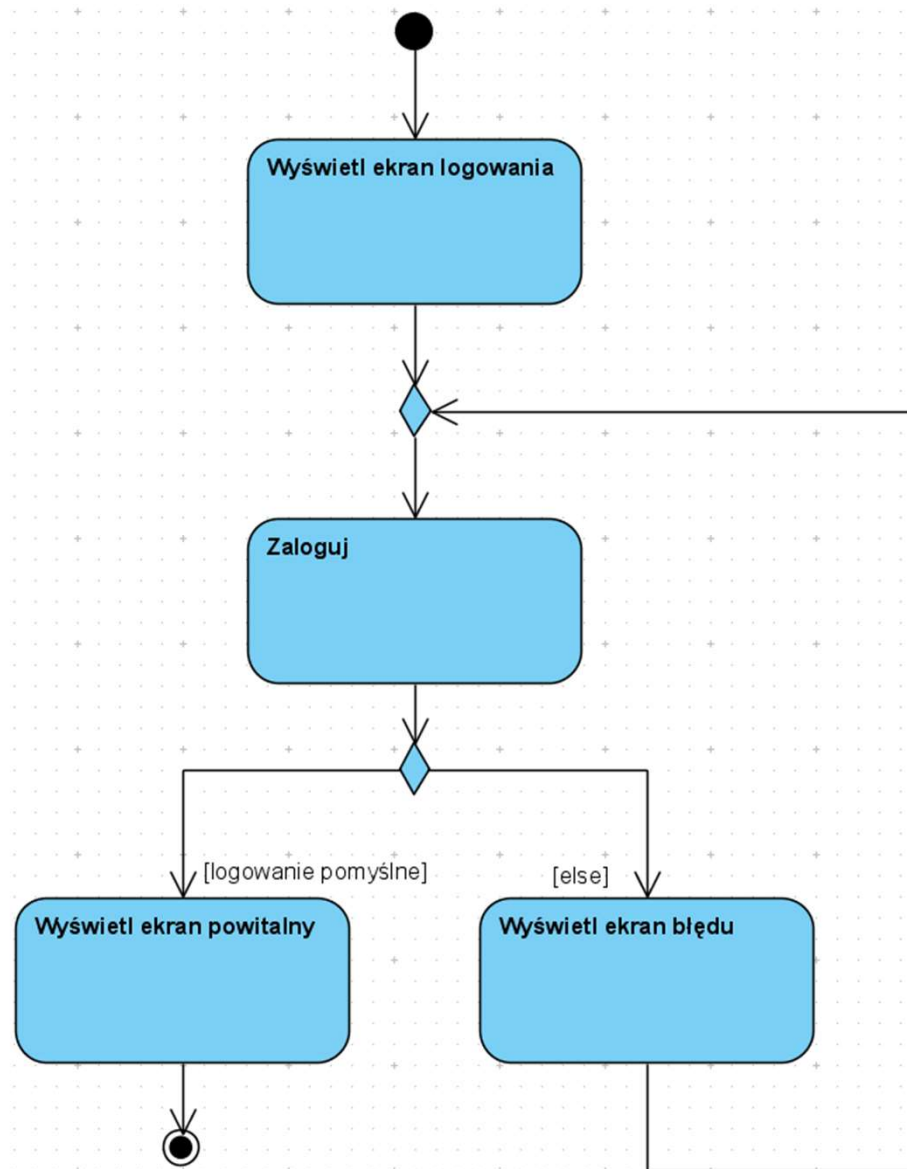 Wyświetl ekran logowania
Zaloguj
[logowanie pomyślne]
[else]
Wyświetl ekran powitalny
Wyświetl ekran błędu